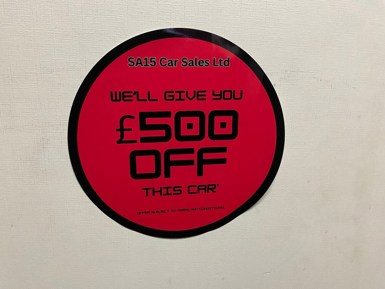 SA15 Car Sales Ltd
WE'LL GIVE YOU
£500
OFF
THIS CAR*